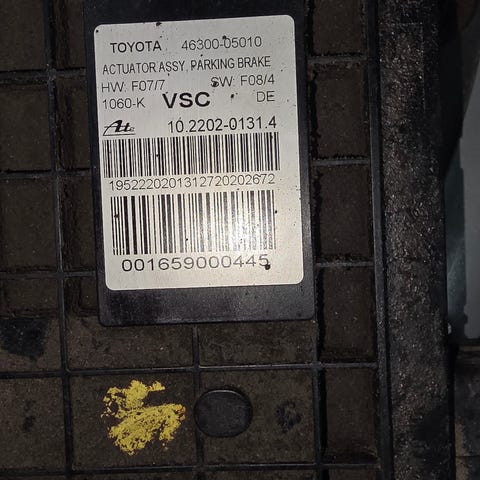 TOYOTA 46300-05010
ACTUATOR ASSY, PARKING BRAKE
HW: F07/7 SW: F08/4
1060-K VSC DE
Ate 10.2202-0131.4
1952220201312720202672
001659000445